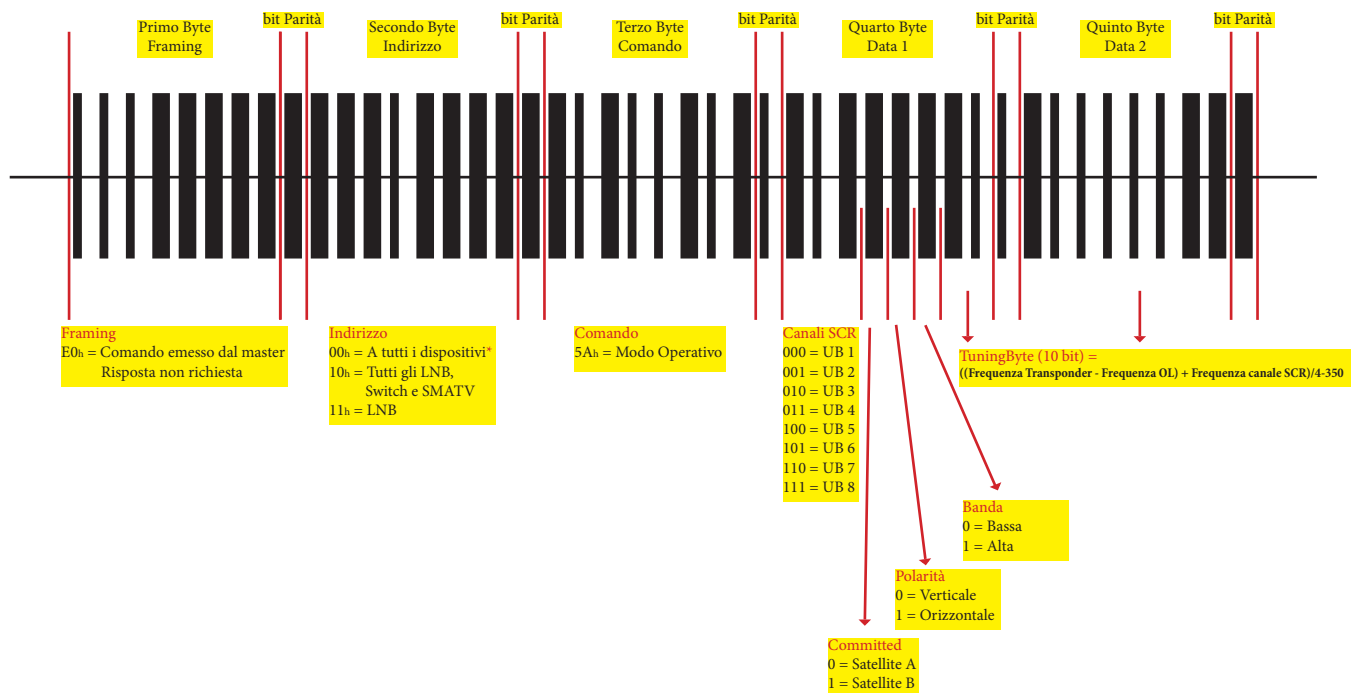 Primo Byte
Framing
bit Parità
Secondo Byte
Indirizzo
bit Parità
Terzo Byte
Comando
bit Parità
Quarto Byte
Data 1
bit Parità
Quinto Byte
Data 2
bit Parità
Framing
E0h = Comando emesso dal master
Risposta non richiesta
Indirizzo
00h = A tutti i dispositivi*
10h = Tutti gli LNB,
Switch e SMATV
11h = LNB
Comando
5Ah = Modo Operativo
Canali SCR
000 = UB 1
001 = UB 2
010 = UB 3
011 = UB 4
100 = UB 5
101 = UB 6
110 = UB 7
111 = UB 8
TuningByte (10 bit) =
((Frequenza Transponder - Frequenza OL) + Frequenza canale SCR)/4-350
Banda
0 = Bassa
1 = Alta
Polarità
0 = Verticale
1 = Orizzontale
Committed
0 = Satellite A
1 = Satellite B